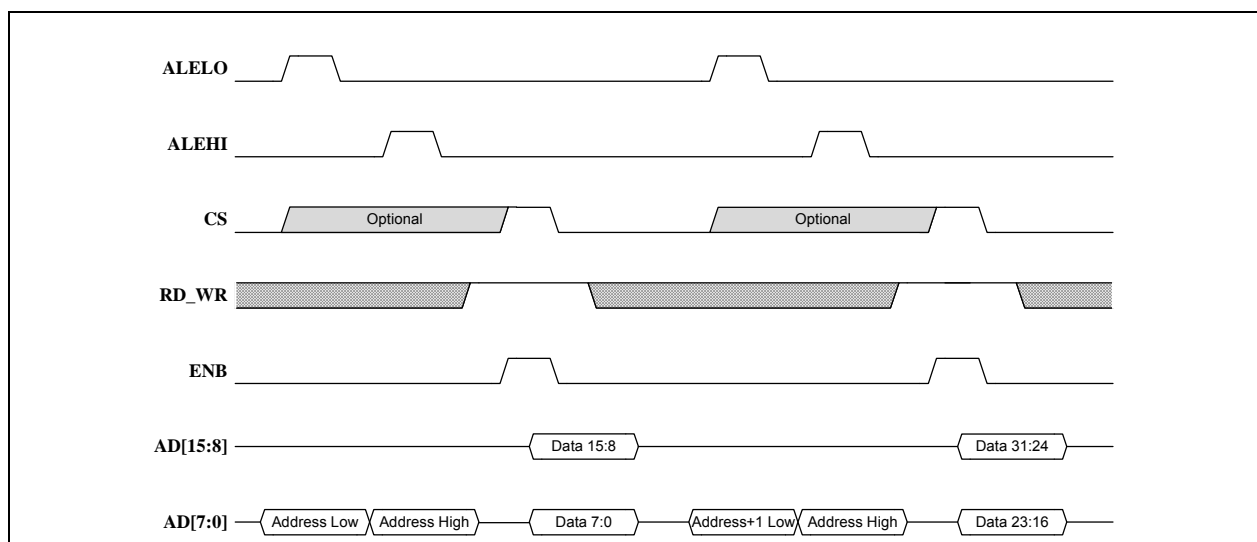 ALELO
ALEHI
CS Optional Optional
RD_WR
ENB
AD[15:8] Data 15:8 Data 31:24
AD[7:0] Address Low Address High Data 7:0 Address+1 Low Address High Data 23:16